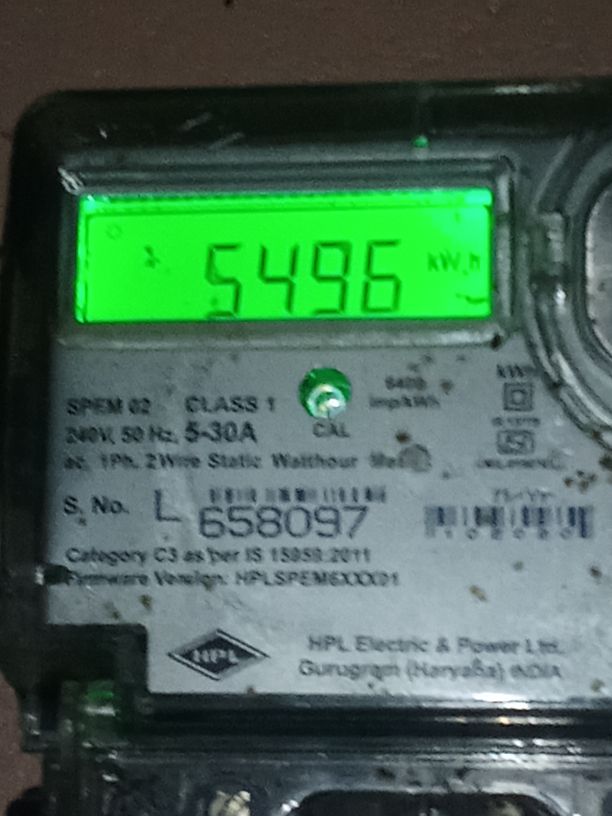 5496 kWh
kWh
SPEM 02 CLASS 1
imp/kWh
240V, 50 Hz, 5-30A
CAL
ac, 1Ph, 2Wire Static Watthour
S. No. L 658097
Category C3 as per IS 15959:2011
Firmware Version: HPLSPEM6XXX01
HPL
HPL Electric & Power Ltd.
Gurugram (Haryana) INDIA